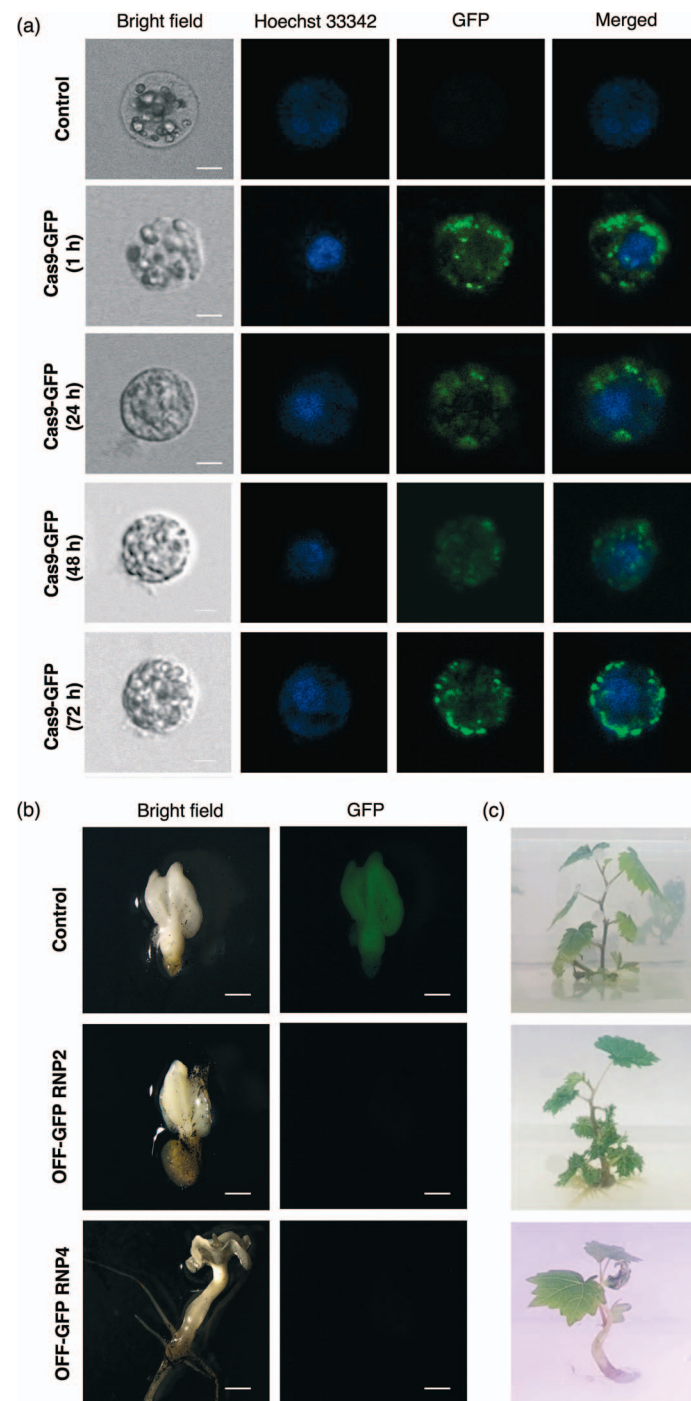 (a)
Bright field Hoechst 33342 GFP Merged
Control
Cas9-GFP
(1 h)
Cas9-GFP
(24 h)
Cas9-GFP
(48 h)
Cas9-GFP
(72 h)
(b)
Bright field GFP
(c)
Control
OFF-GFP RNP2
OFF-GFP RNP4